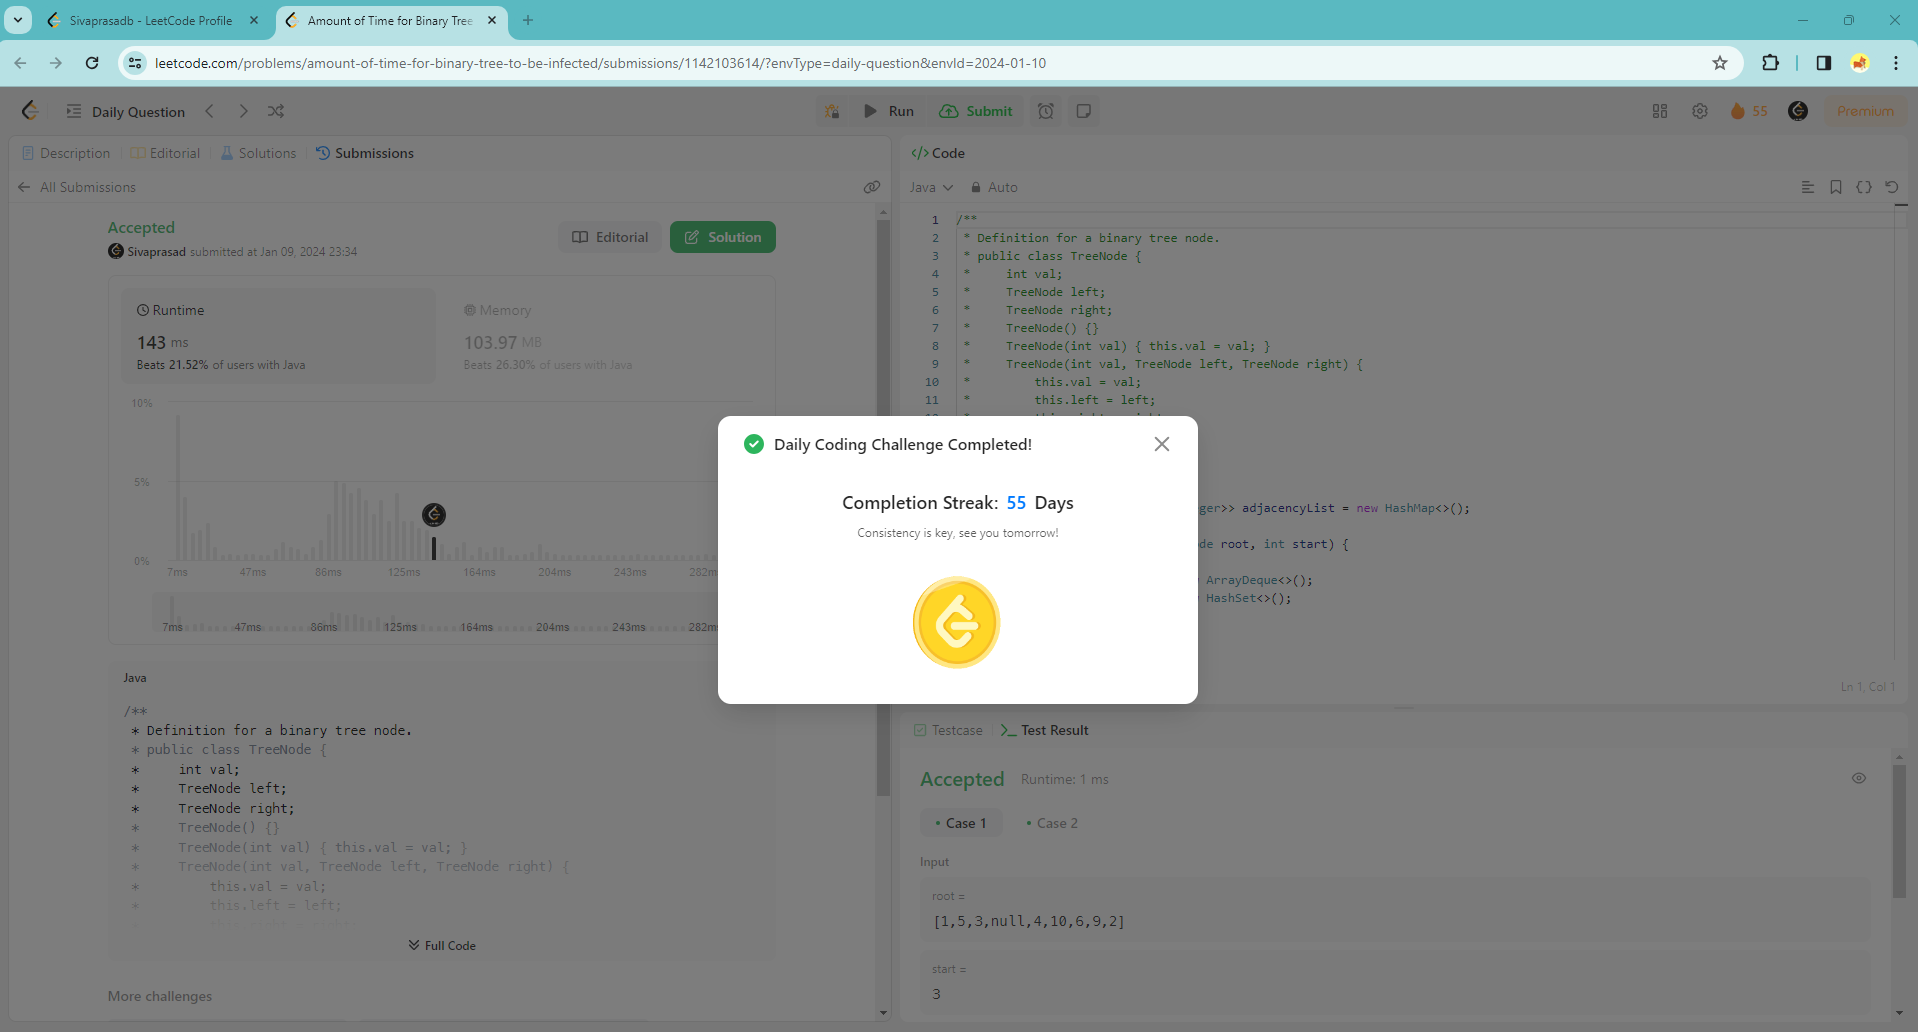 Sivaprasadb - LeetCode Profile
Amount of Time for Binary Tree
leetcode.com/problems/amount-of-time-for-binary-tree-to-be-infected/submissions/1142103614/?envType=daily-question&envId=2024-01-10
Daily Question
Run
Submit
55
Premium
Description
Editorial
Solutions
Submissions
All Submissions
Accepted
Sivaprasad submitted at Jan 09, 2024 23:34
Editorial
Solution
Runtime
143 ms
Beats 21.52% of users with Java
Memory
103.97 MB
Beats 26.30% of users with Java
10%
5%
0%
7ms 47ms 86ms 125ms 164ms 204ms 243ms 282m
7ms 47ms 86ms 125ms 164ms 204ms 243ms 282m
Java
/**
* Definition for a binary tree node.
* public class TreeNode {
* int val;
* TreeNode left;
* TreeNode right;
* TreeNode() {}
* TreeNode(int val) { this.val = val; }
* TreeNode(int val, TreeNode left, TreeNode right) {
* this.val = val;
* this.left = left;
Full Code
More challenges
Daily Coding Challenge Completed!
Completion Streak: 55 Days
Consistency is key, see you tomorrow!
</> Code
Java
Auto
1 /**
2 * Definition for a binary tree node.
3 * public class TreeNode {
4 * int val;
5 * TreeNode left;
6 * TreeNode right;
7 * TreeNode() {}
8 * TreeNode(int val) { this.val = val; }
9 * TreeNode(int val, TreeNode left, TreeNode right) {
10 * this.val = val;
11 * this.left = left;
ger>> adjacencyList = new HashMap<>();
de root, int start) {
ArrayDeque<>();
HashSet<>();
Ln 1, Col 1
Testcase
Test Result
Accepted Runtime: 1 ms
• Case 1
• Case 2
Input
root =
[1,5,3,null,4,10,6,9,2]
start =
3